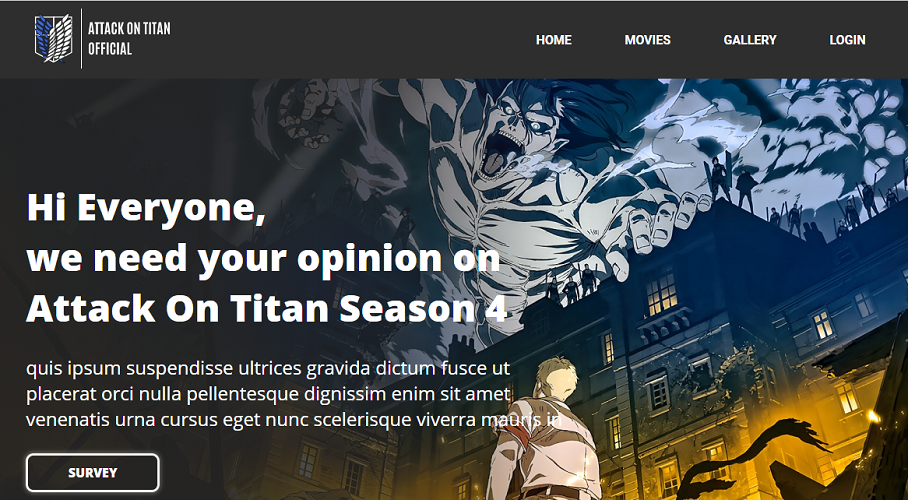 ATTACK ON TITAN
OFFICIAL
HOME MOVIES GALLERY LOGIN
Hi Everyone,
we need your opinion on
Attack On Titan Season 4
quis ipsum suspendisse ultrices gravida dictum fusce ut
placerat orci nulla pellentesque dignissim enim sit amet
venenatis urna cursus eget nunc scelerisque viverra mauris in
SURVEY